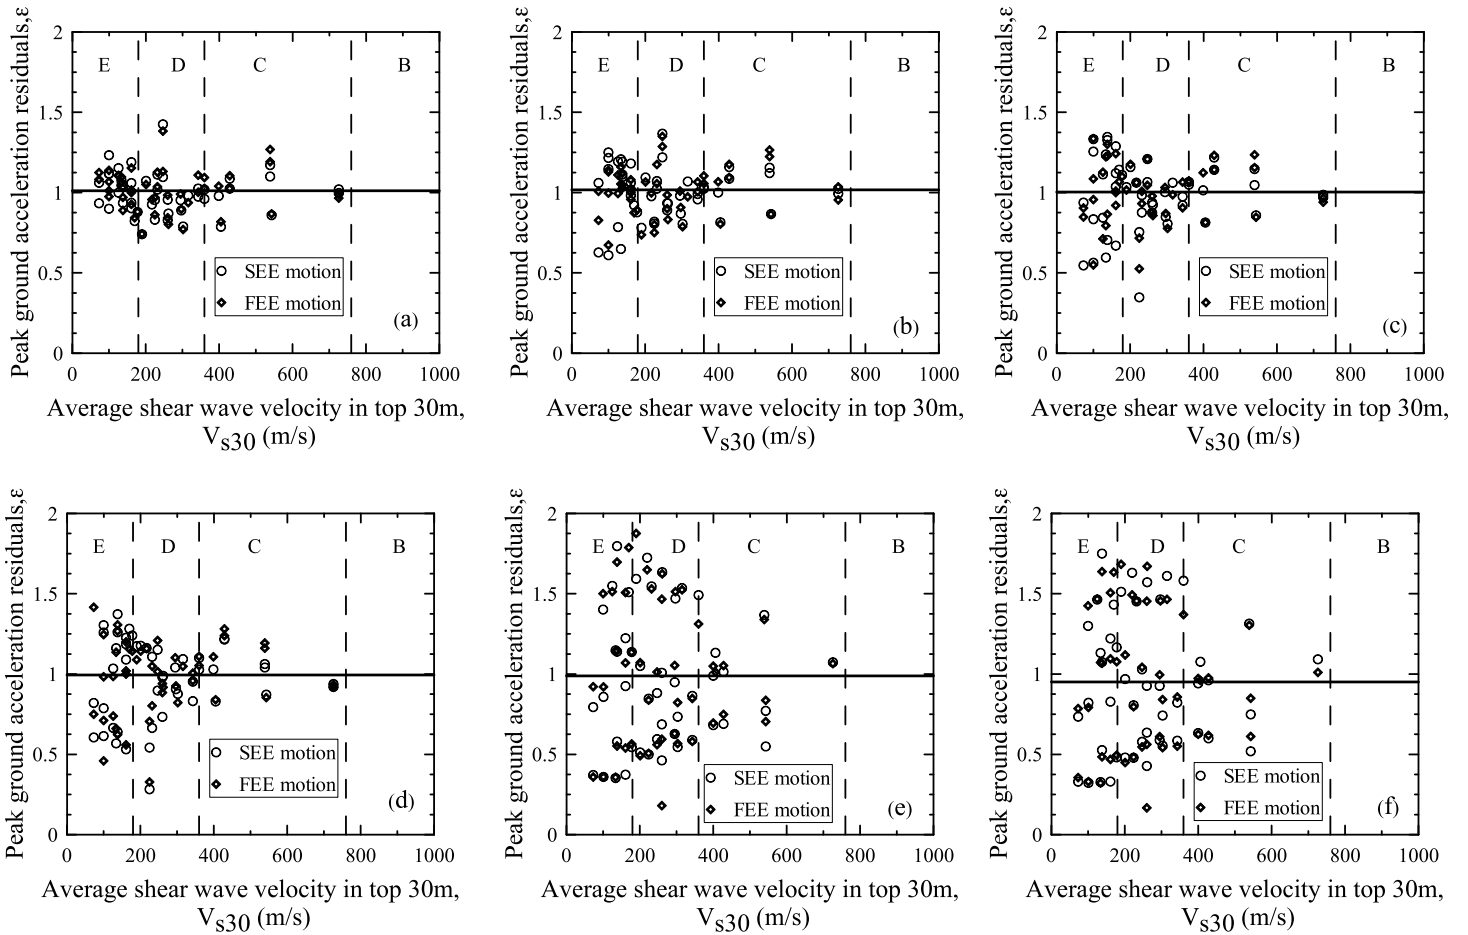 Peak ground acceleration residuals,ε
2
1.5
1
0.5
0
E
D
C
B
SEE motion
FEE motion
(a)
0 200 400 600 800 1000
Average shear wave velocity in top 30m,
Vs30 (m/s)
Peak ground acceleration residuals,ε
2
1.5
1
0.5
0
E
D
C
B
SEE motion
FEE motion
(b)
0 200 400 600 800 1000
Average shear wave velocity in top 30m,
Vs30 (m/s)
Peak ground acceleration residuals,ε
2
1.5
1
0.5
0
E
D
C
B
SEE motion
FEE motion
(c)
0 200 400 600 800 1000
Average shear wave velocity in top 30m,
Vs30 (m/s)
Peak ground acceleration residuals,ε
2
1.5
1
0.5
0
E
D
C
B
SEE motion
FEE motion
(d)
0 200 400 600 800 1000
Average shear wave velocity in top 30m,
Vs30 (m/s)
Peak ground acceleration residuals,ε
2
1.5
1
0.5
0
E
D
C
B
SEE motion
FEE motion
(e)
0 200 400 600 800 1000
Average shear wave velocity in top 30m,
Vs30 (m/s)
Peak ground acceleration residuals,ε
2
1.5
1
0.5
0
E
D
C
B
SEE motion
FEE motion
(f)
0 200 400 600 800 1000
Average shear wave velocity in top 30m,
Vs30 (m/s)